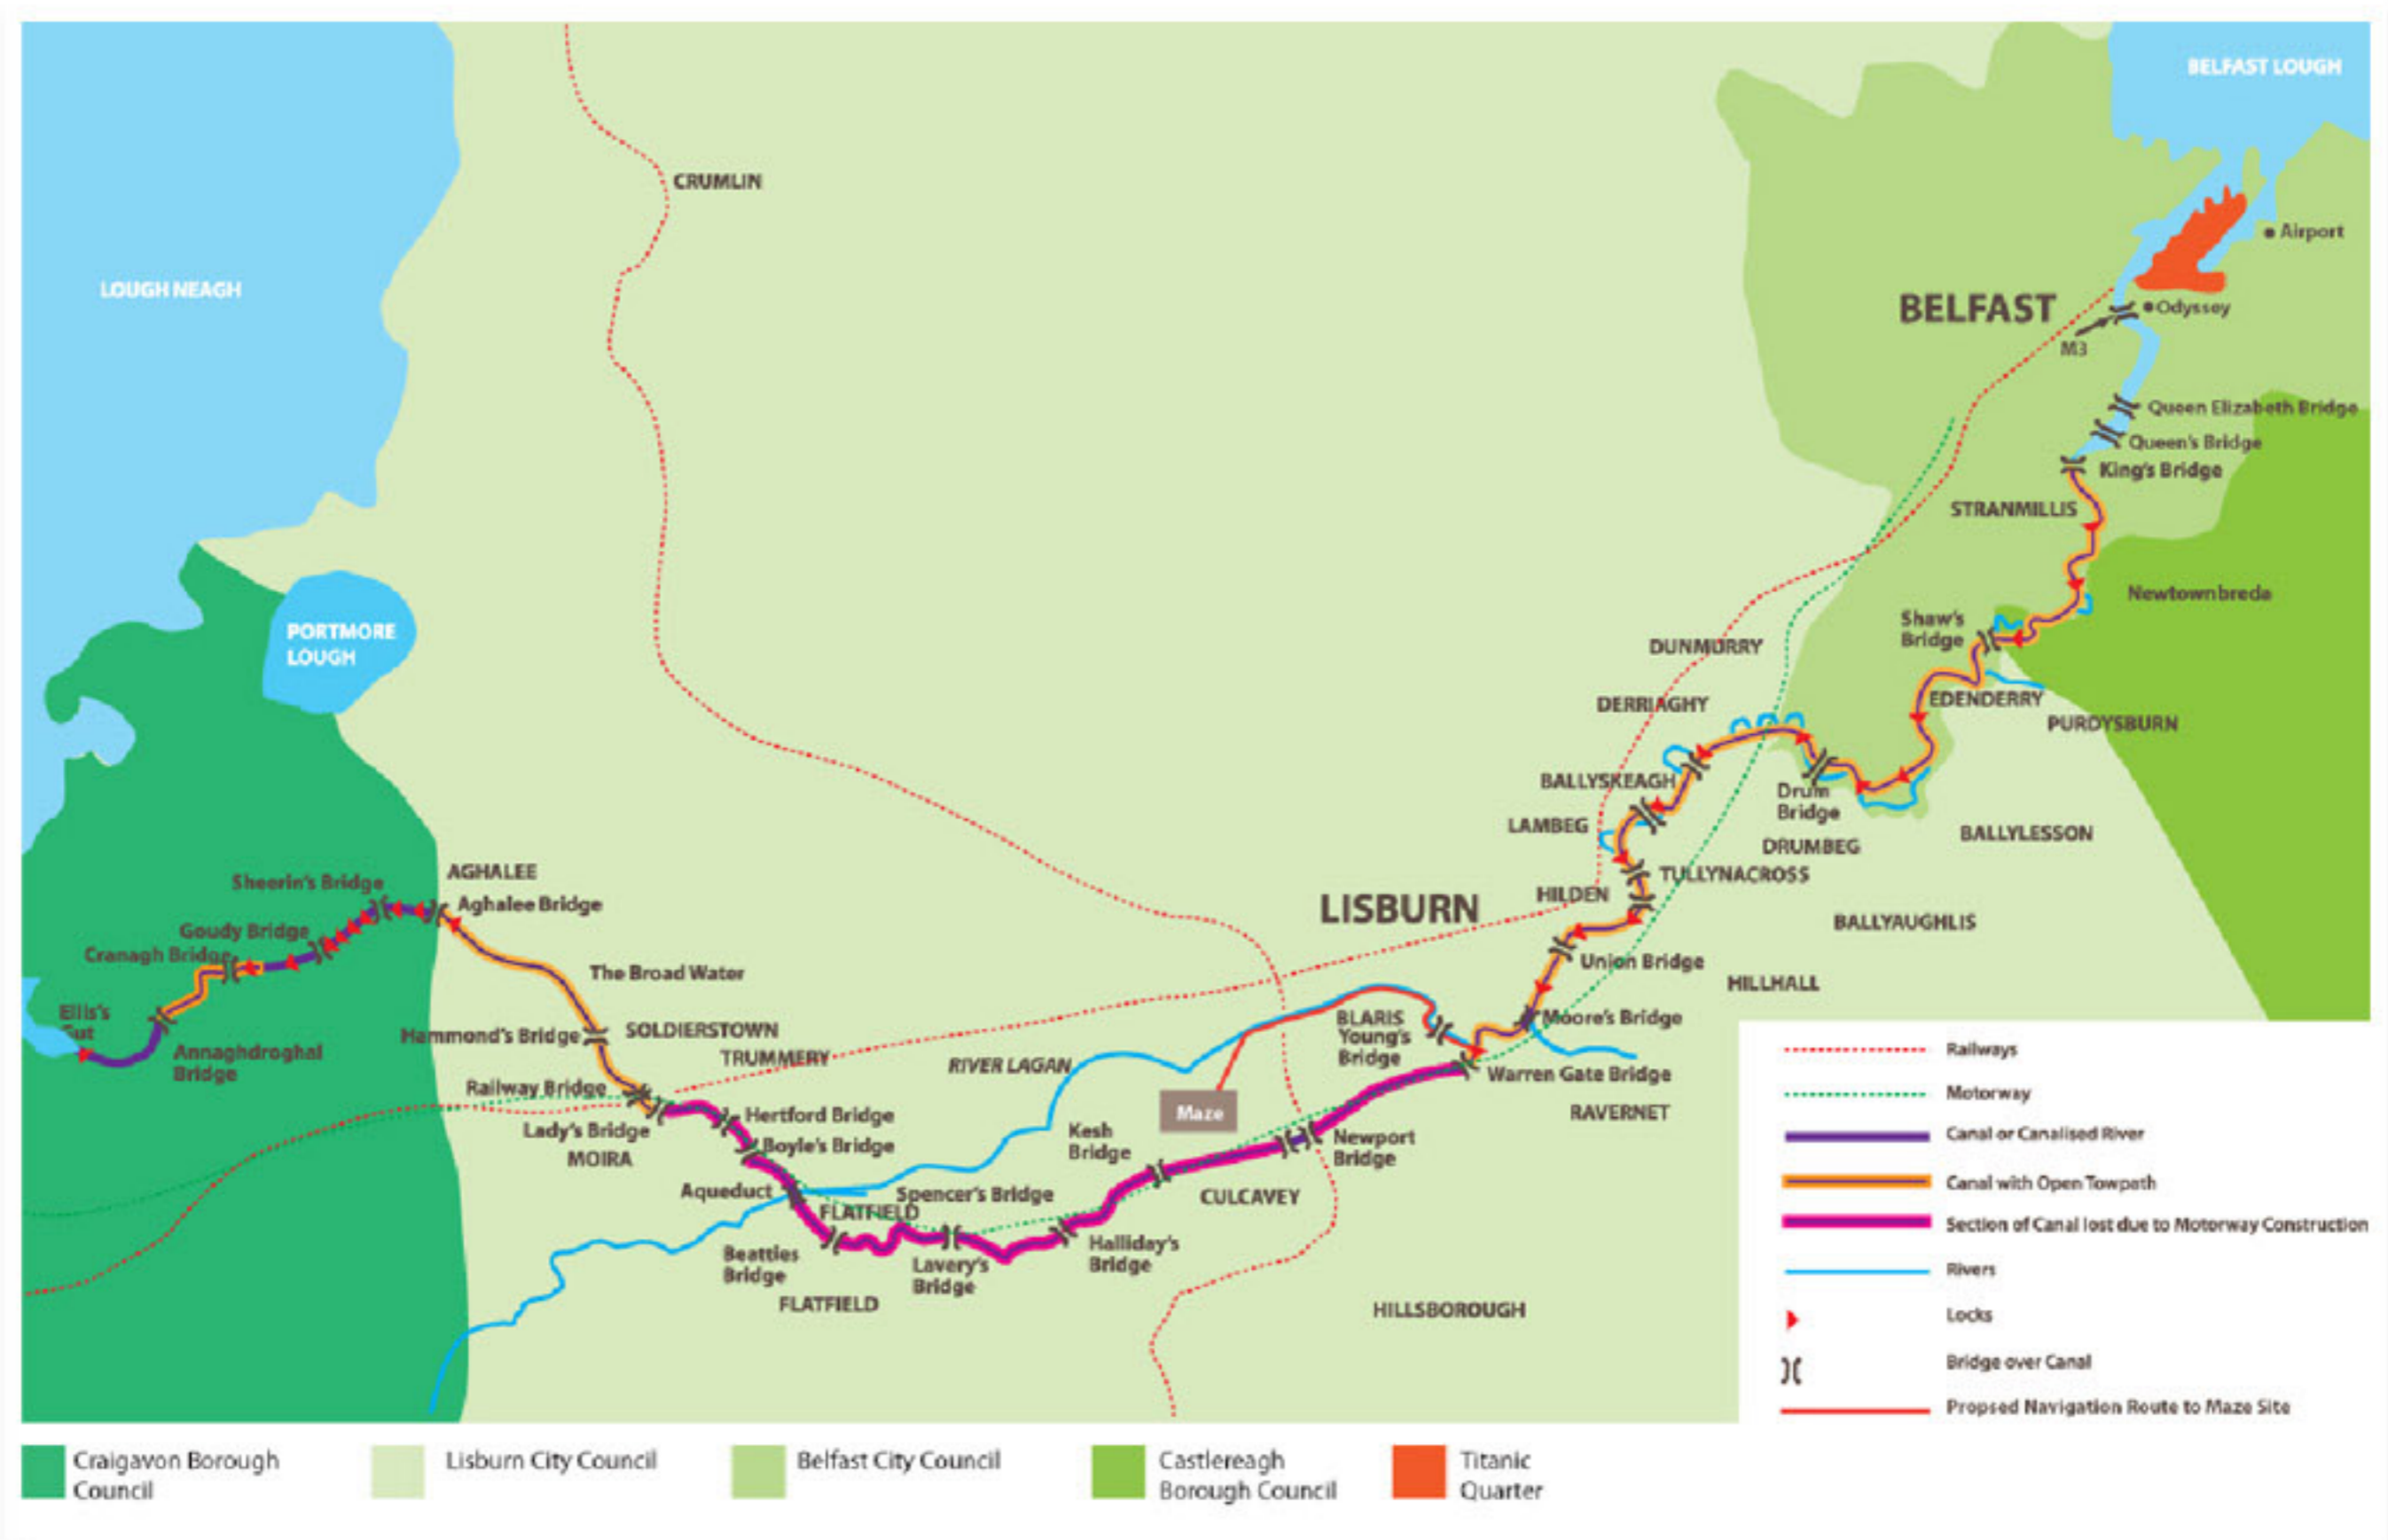 BELFAST LOUGH
CRUMLIN
Airport
LOUGH NEAGH
BELFAST
Odyssey
M3
Queen Elizabeth Bridge
Queen's Bridge
King's Bridge
STRANMILLIS
Newtownbreda
Shaw's
Bridge
PORTMORE
LOUGH
DUNMURRY
EDENDERRY
DERRIAGHY
PURDYSBURN
BALLYSKEAGH
Drum
Bridge
LAMBEG
BALLYLESSON
DRUMBEG
AGHALEE
TULLYNACROSS
Sheerin's Bridge
HILDEN
LISBURN
Aghalee Bridge
BALLYAUGHLIS
Goudy Bridge
Cranagh Bridge
Union Bridge
The Broad Water
HILLHALL
Ellis's
Gut
BLARIS
Moore's Bridge
Hammond's Bridge
SOLDIERSTOWN
Young's
Bridge
Annaghdroghal
Bridge
TRUMMERY
RIVER LAGAN
Warren Gate Bridge
Railway Bridge
Maze
RAVERNET
Hertford Bridge
Lady's Bridge
Kesh
Bridge
Newport
Bridge
Boyle's Bridge
MOIRA
Aqueduct
Spencer's Bridge
CULCAVEY
FLATFIELD
Beatties
Bridge
Lavery's
Bridge
Halliday's
Bridge
FLATFIELD
HILLSBOROUGH
Railways
Motorway
Canal or Canalised River
Canal with Open Towpath
Section of Canal lost due to Motorway Construction
Rivers
Locks
Bridge over Canal
Propsed Navigation Route to Maze Site
Craigavon Borough
Council
Lisburn City Council
Belfast City Council
Castlereagh
Borough Council
Titanic
Quarter